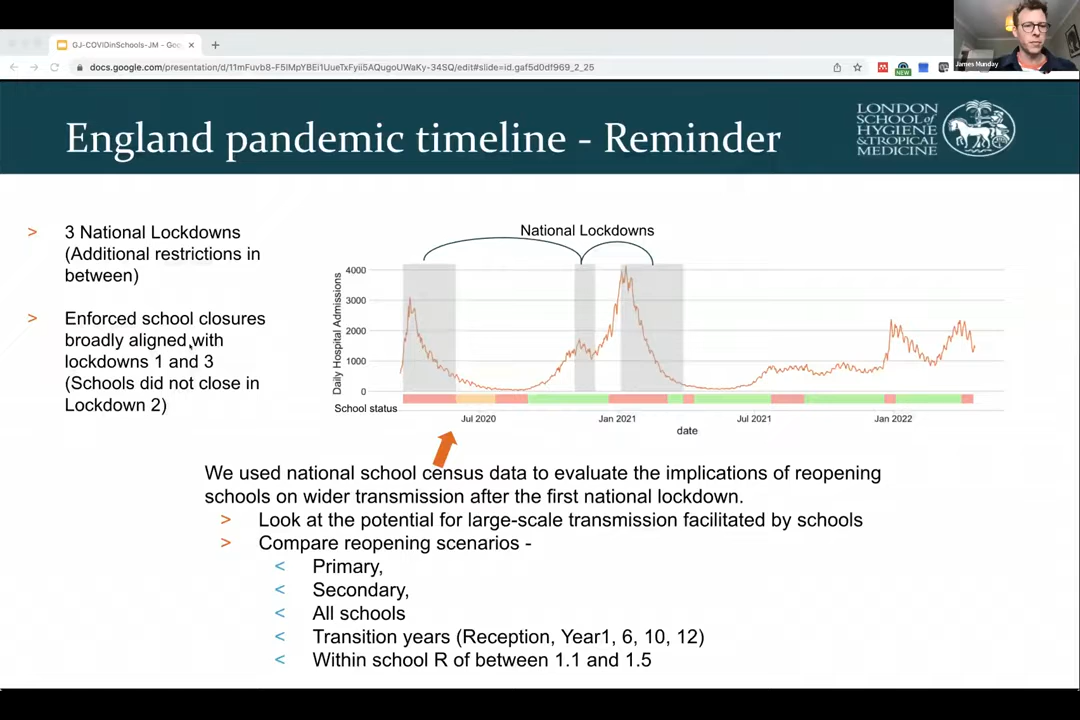 GJ-COVIDinSchools-JM - Goo
docs.google.com/presentation/d/11mFuvb8-F5lMpYBEi1UueTxFyii5AQugoUWaKy-34SQ/edit#slide=id.gaf5d0df969_2_25
NEW
James Munday
England pandemic timeline - Reminder
LONDON
SCHOOL of
HYGIENE
&TROPICAL
MEDICINE
> 3 National Lockdowns
(Additional restrictions in
between)
> Enforced school closures
broadly aligned with
lockdowns 1 and 3
(Schools did not close in
Lockdown 2)
National Lockdowns
Daily Hospital Admissions
4000
3000
2000
1000
0
School status
Jul 2020 Jan 2021 Jul 2021 Jan 2022
date
We used national school census data to evaluate the implications of reopening
schools on wider transmission after the first national lockdown.
> Look at the potential for large-scale transmission facilitated by schools
> Compare reopening scenarios -
< Primary,
< Secondary,
< All schools
< Transition years (Reception, Year1, 6, 10, 12)
< Within school R of between 1.1 and 1.5